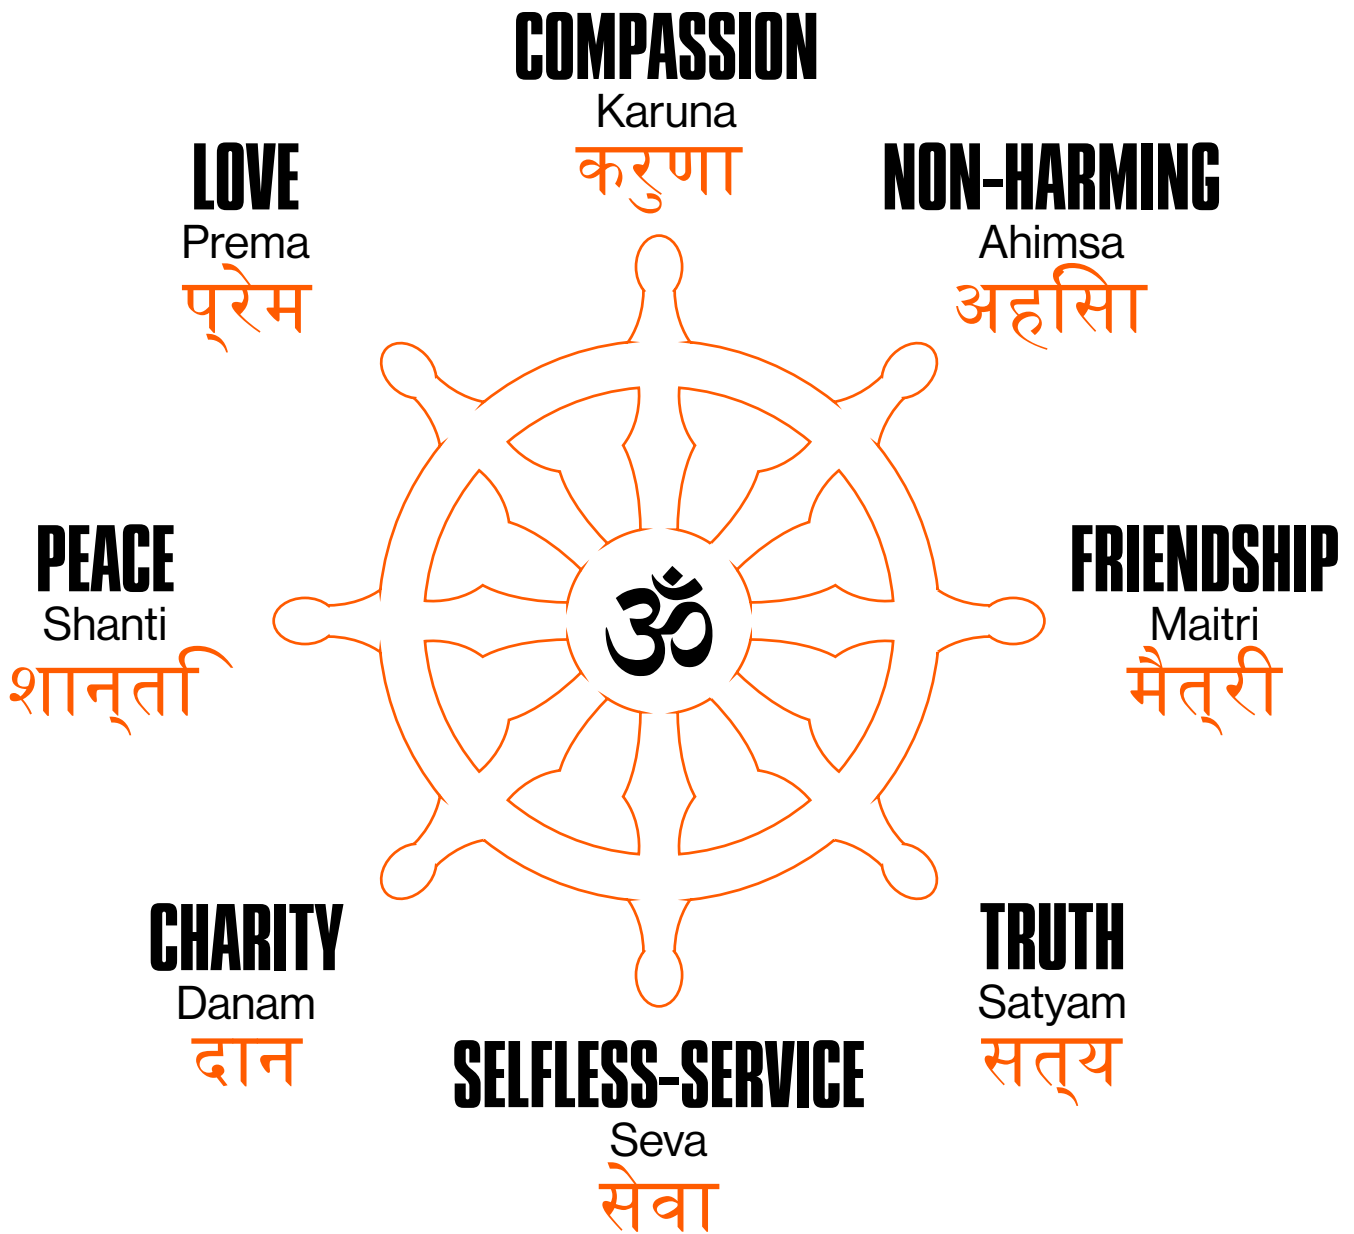 COMPASSION
Karuna
करुणा
LOVE
Prema
प्रेम
NON-HARMING
Ahimsa
अहिसा
PEACE
Shanti
शान्ति
ॐ
FRIENDSHIP
Maitri
मैत्री
CHARITY
Danam
दान
TRUTH
Satyam
सत्य
SELFLESS-SERVICE
Seva
सेवा